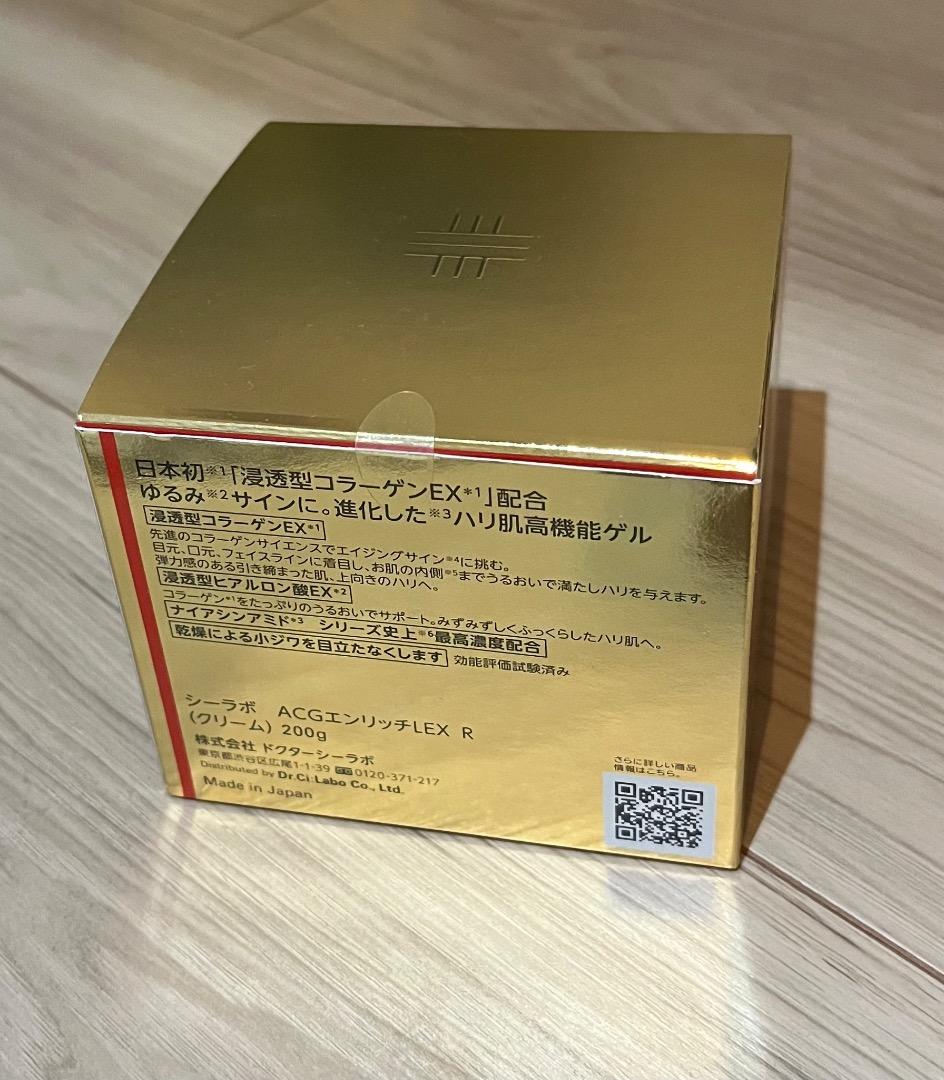 日本初※1「浸透型コラーゲンEX*1」配合
ゆるみ※2サインに。進化した※3ハリ肌高機能ゲル
浸透型コラーゲンEX*1
先進のコラーゲンサイエンスでエイジングサイン※4に挑む。
目元、口元、フェイスラインに着目し、お肌の内側※5までうるおいで満たしハリを与えます。
弾力感のある引き締まった肌、上向きのハリへ。
浸透型ヒアルロン酸EX*2
コラーゲン*1をたっぷりのうるおいでサポート。みずみずしくふっくらしたハリ肌へ。
ナイアシンアミド*3 シリーズ史上※6最高濃度配合
乾燥による小ジワを目立たなくします 効能評価試験済み
シーラボ ACGエンリッチLEX R
(クリーム) 200g
株式会社 ドクターシーラボ
東京都渋谷区広尾1-1-39 0120-371-217
Distributed by Dr.Ci:Labo Co., Ltd.
Made in Japan
さらに詳しい商品
情報はこちら。